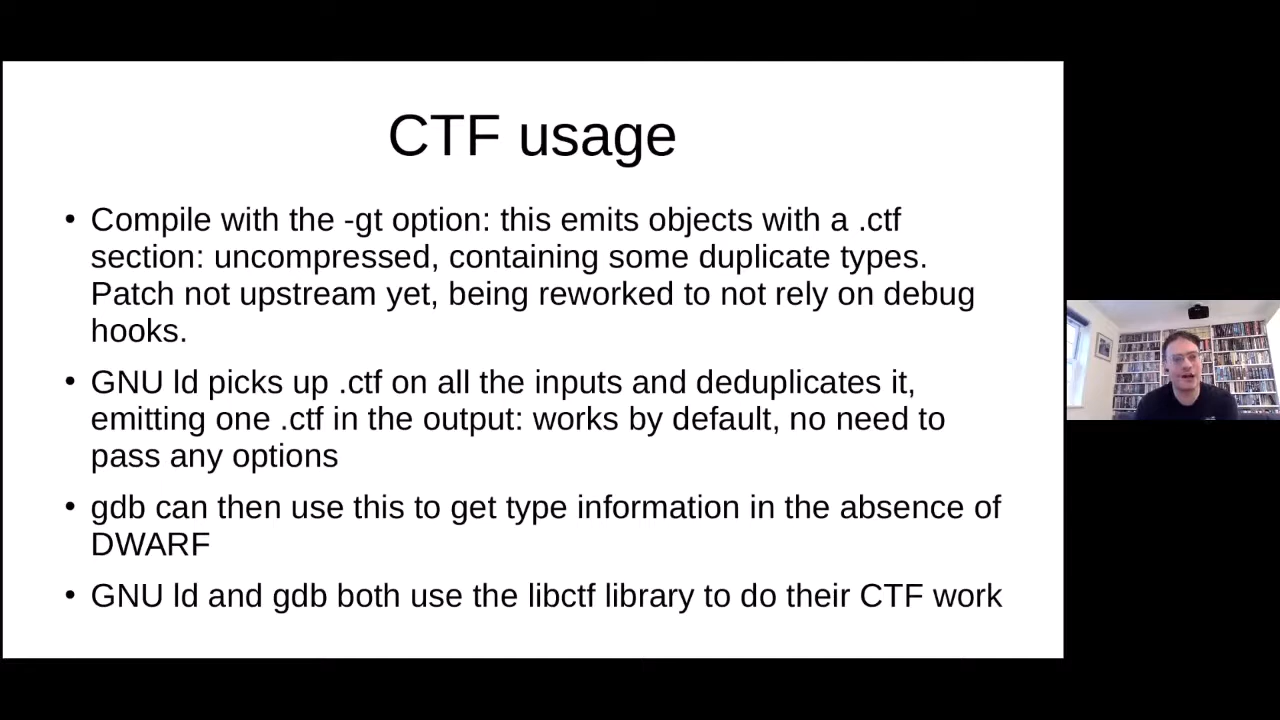 CTF usage
• Compile with the -gt option: this emits objects with a .ctf
section: uncompressed, containing some duplicate types.
Patch not upstream yet, being reworked to not rely on debug
hooks.
• GNU ld picks up .ctf on all the inputs and deduplicates it,
emitting one .ctf in the output: works by default, no need to
pass any options
• gdb can then use this to get type information in the absence of
DWARF
• GNU ld and gdb both use the libctf library to do their CTF work